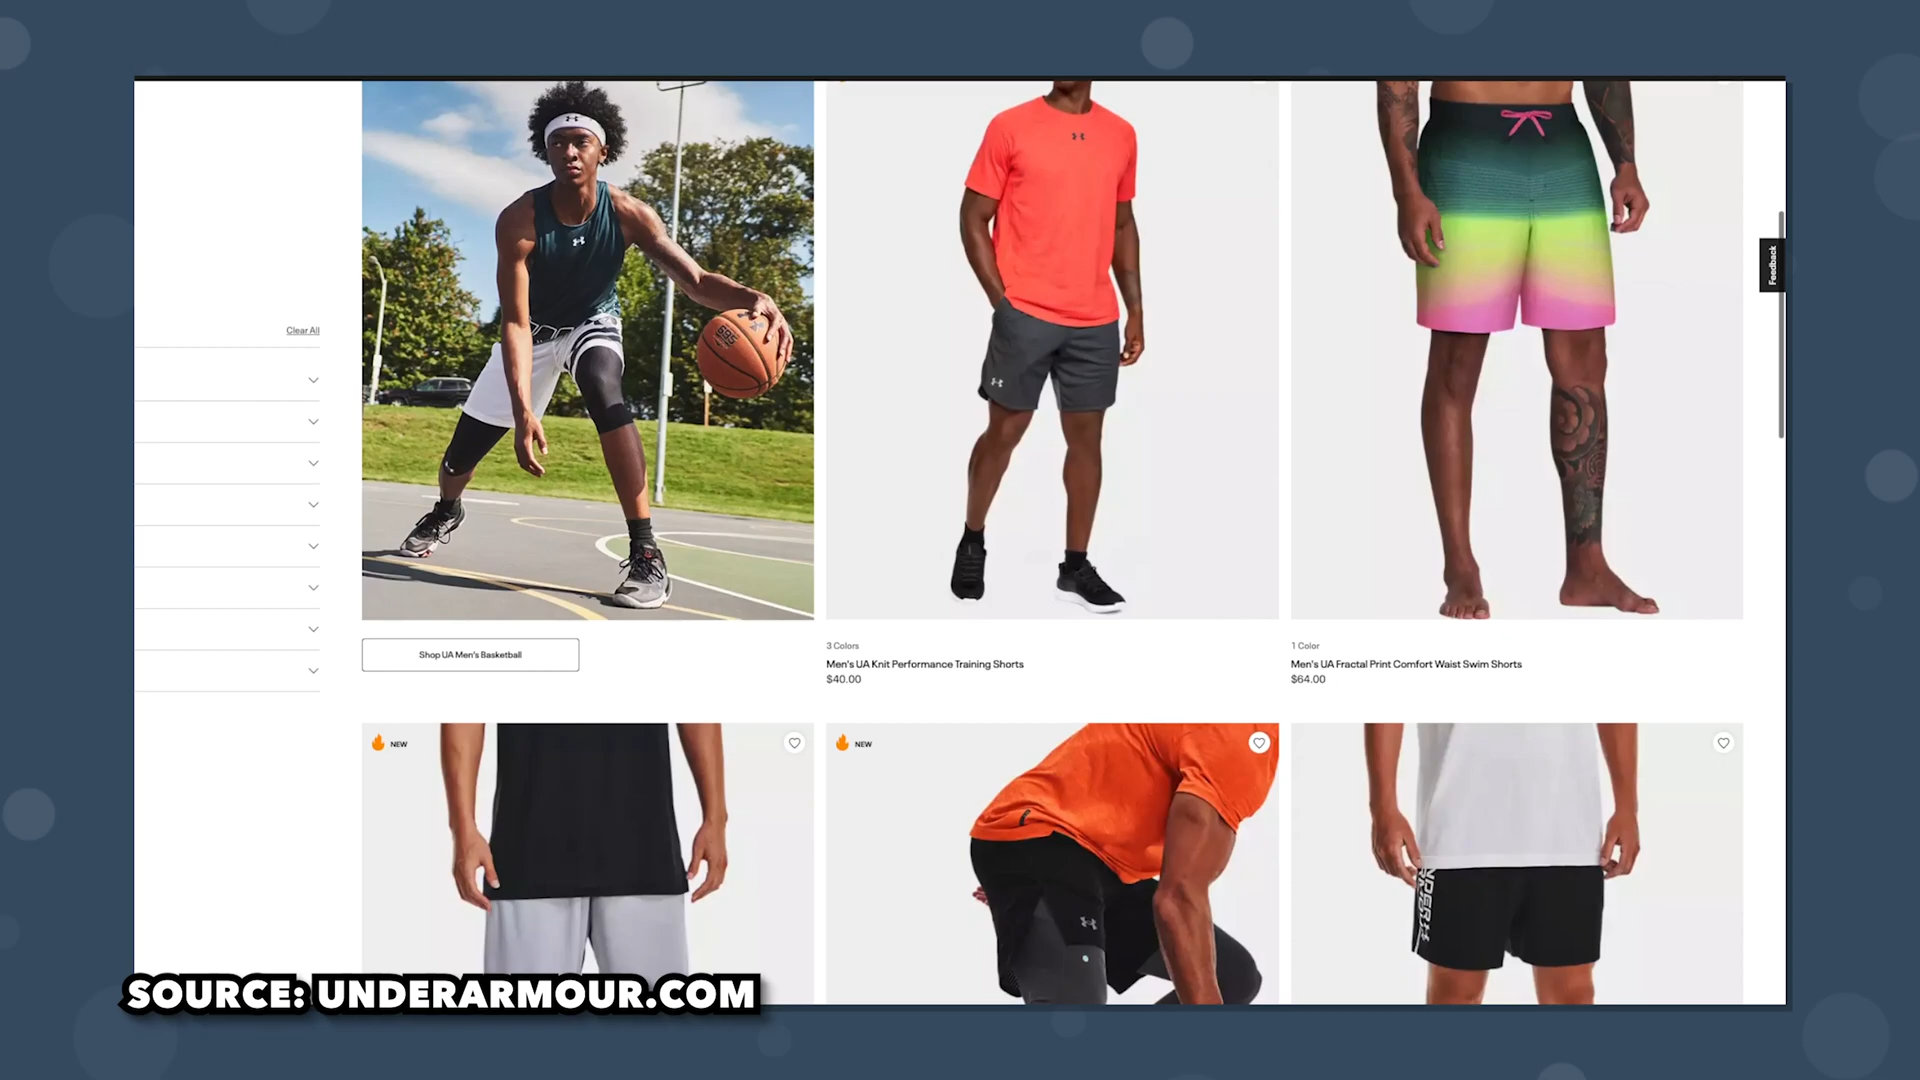 Feedback
Clear All
Shop UA Men's Basketball
3 Colors
Men's UA Knit Performance Training Shorts
$40.00
1 Color
Men's UA Fractal Print Comfort Waist Swim Shorts
$64.00
NEW
NEW
SOURCE: UNDERARMOUR.COM